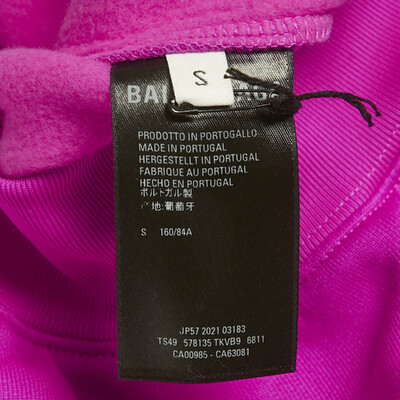 S
PRODOTTO IN PORTOGALLO
MADE IN PORTUGAL
HERGESTELLT IN PORTUGAL
FABRIQUE AU PORTUGAL
HECHO EN PORTUGAL
ポルトガル製
产地:葡萄牙
S 160/84A
JP57 2021 03183
TS49 578135 TKVB9 6811
CA00985 - CA63081